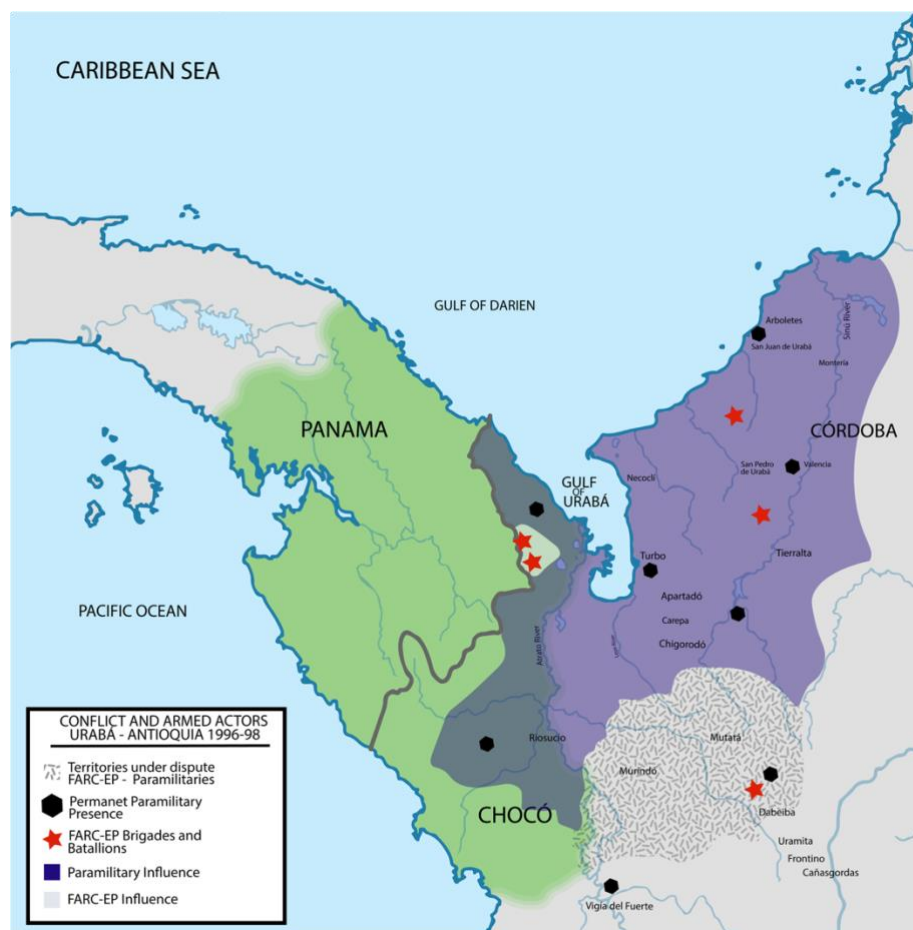 CARIBBEAN SEA
GULF OF DARIEN
Arboletes
San Juan de Urabá
Sinú River
Montería
PANAMA
CÓRDOBA
San Pedro
de Urabá
Valencia
Necoclí
GULF
OF
URABÁ
Turbo
Tierralta
Apartadó
PACIFIC OCEAN
Carepa
Chigorodó
Atrato River
Riosucio
Mutatá
Murindó
CHOCÓ
Dabeiba
Uramita
Frontino
Cañasgordas
Vigía del Fuerte
CONFLICT AND ARMED ACTORS
URABÁ - ANTIOQUIA 1996-98
Territories under dispute
FARC-EP - Paramilitaries
Permanet Paramilitary
Presence
FARC-EP Brigades and
Batallions
Paramilitary Influence
FARC-EP Influence